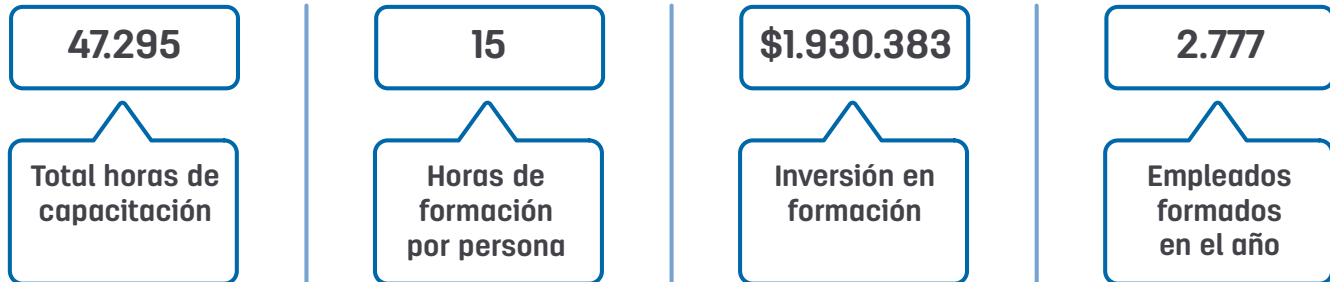 47.295
Total horas de
capacitación
15
Horas de
formación
por persona
$1.930.383
Inversión en
formación
2.777
Empleados
formados
en el año